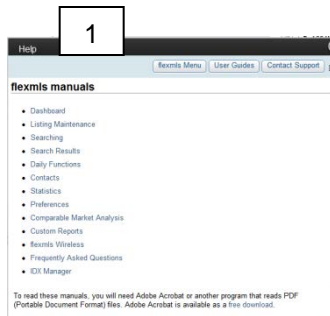 1
Help
flexmls Menu
User Guides
Contact Support
flexmls manuals
Dashboard
Listing Maintenance
Searching
Search Results
Daily Functions
Contacts
Statistics
Preferences
Comparable Market Analysis
Custom Reports
flexmls Wireless
Frequently Asked Questions
IDX Manager
To read these manuals, you will need Adobe Acrobat or another program that reads PDF
(Portable Document Format) files. Adobe Acrobat is available as a free download.